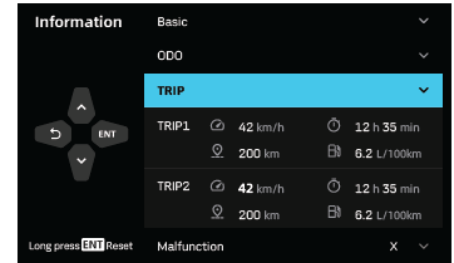 Information
Basic
ODO
TRIP
ENT
TRIP1 42 km/h 12 h 35 min
200 km 6.2 L/100km
TRIP2 42 km/h 12 h 35 min
200 km 6.2 L/100km
Long press ENT Reset
Malfunction X